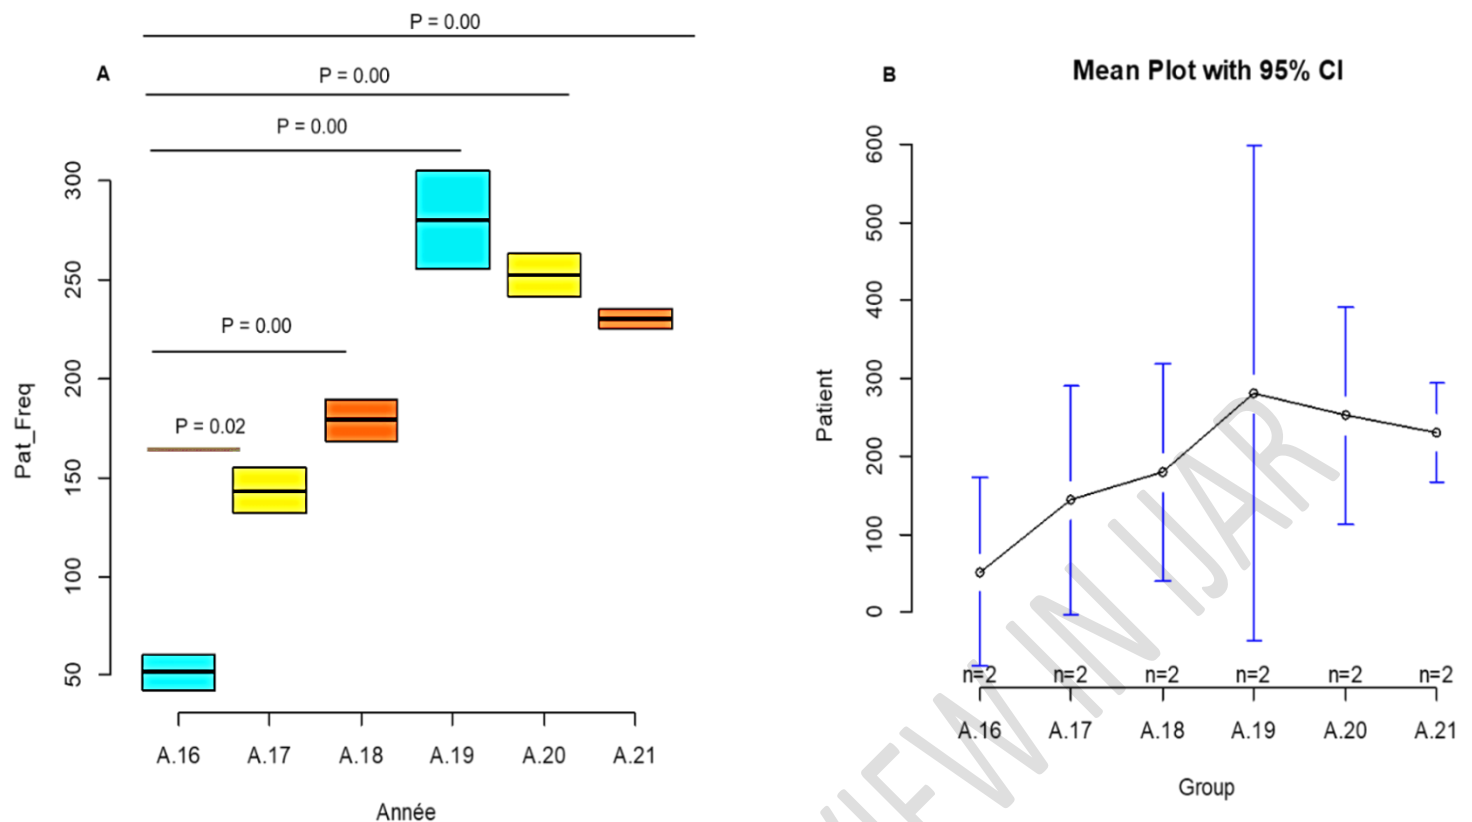 P = 0.00
A
P = 0.00
P = 0.00
P = 0.00
P = 0.02
300
250
200
150
100
50
Pat_Freq
A.16 A.17 A.18 A.19 A.20 A.21
Année
B
Mean Plot with 95% CI
600
500
400
300
200
100
0
Patient
n=2 n=2 n=2 n=2 n=2 n=2
A.16 A.17 A.18 A.19 A.20 A.21
Group
IN IJAR